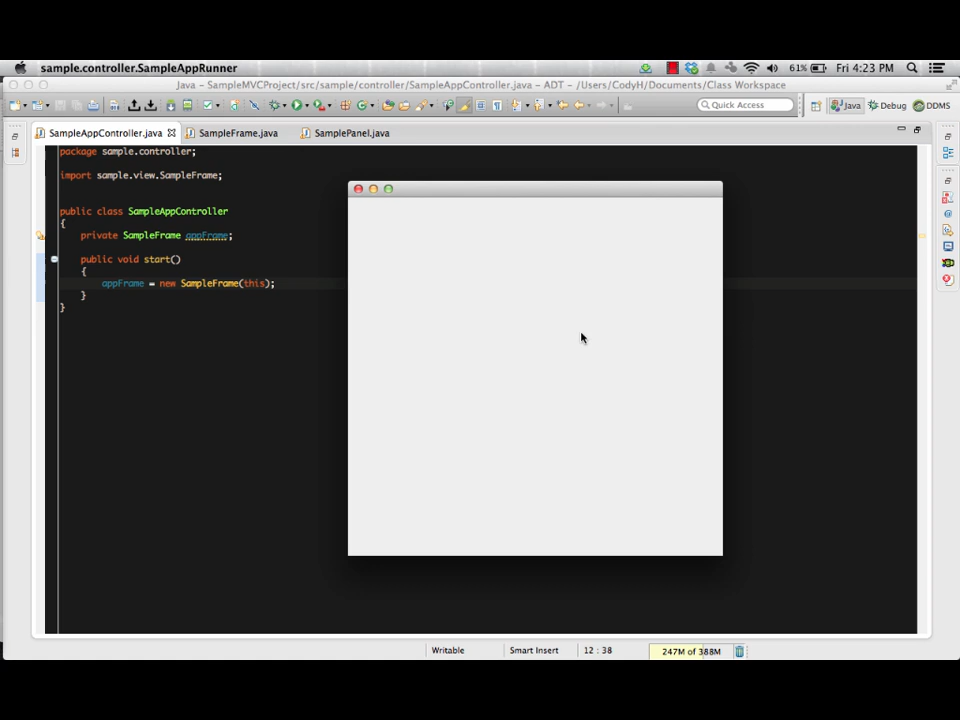 sample.controller.SampleAppRunner
61%
Fri 4:23 PM
Java – SampleMVCProject/src/sample/controller/SampleAppController.java – ADT – /Users/CodyH/Documents/Class Workspace
Quick Access
Java
Debug
DDMS
SampleAppController.java
SampleFrame.java
SamplePanel.java
package sample.controller;
import sample.view.SampleFrame;
public class SampleAppController
{
private SampleFrame appFrame;
public void start()
{
appFrame = new SampleFrame(this);
}
}
Writable
Smart Insert
12 : 38
247M of 388M